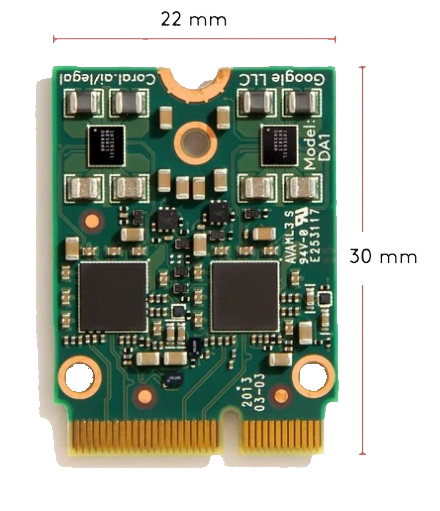 22 mm
Coral.ai/legal
Google LLC
Model:
DA1
AVAML3 S
94V-0
E253117
30 mm
2013
03-03